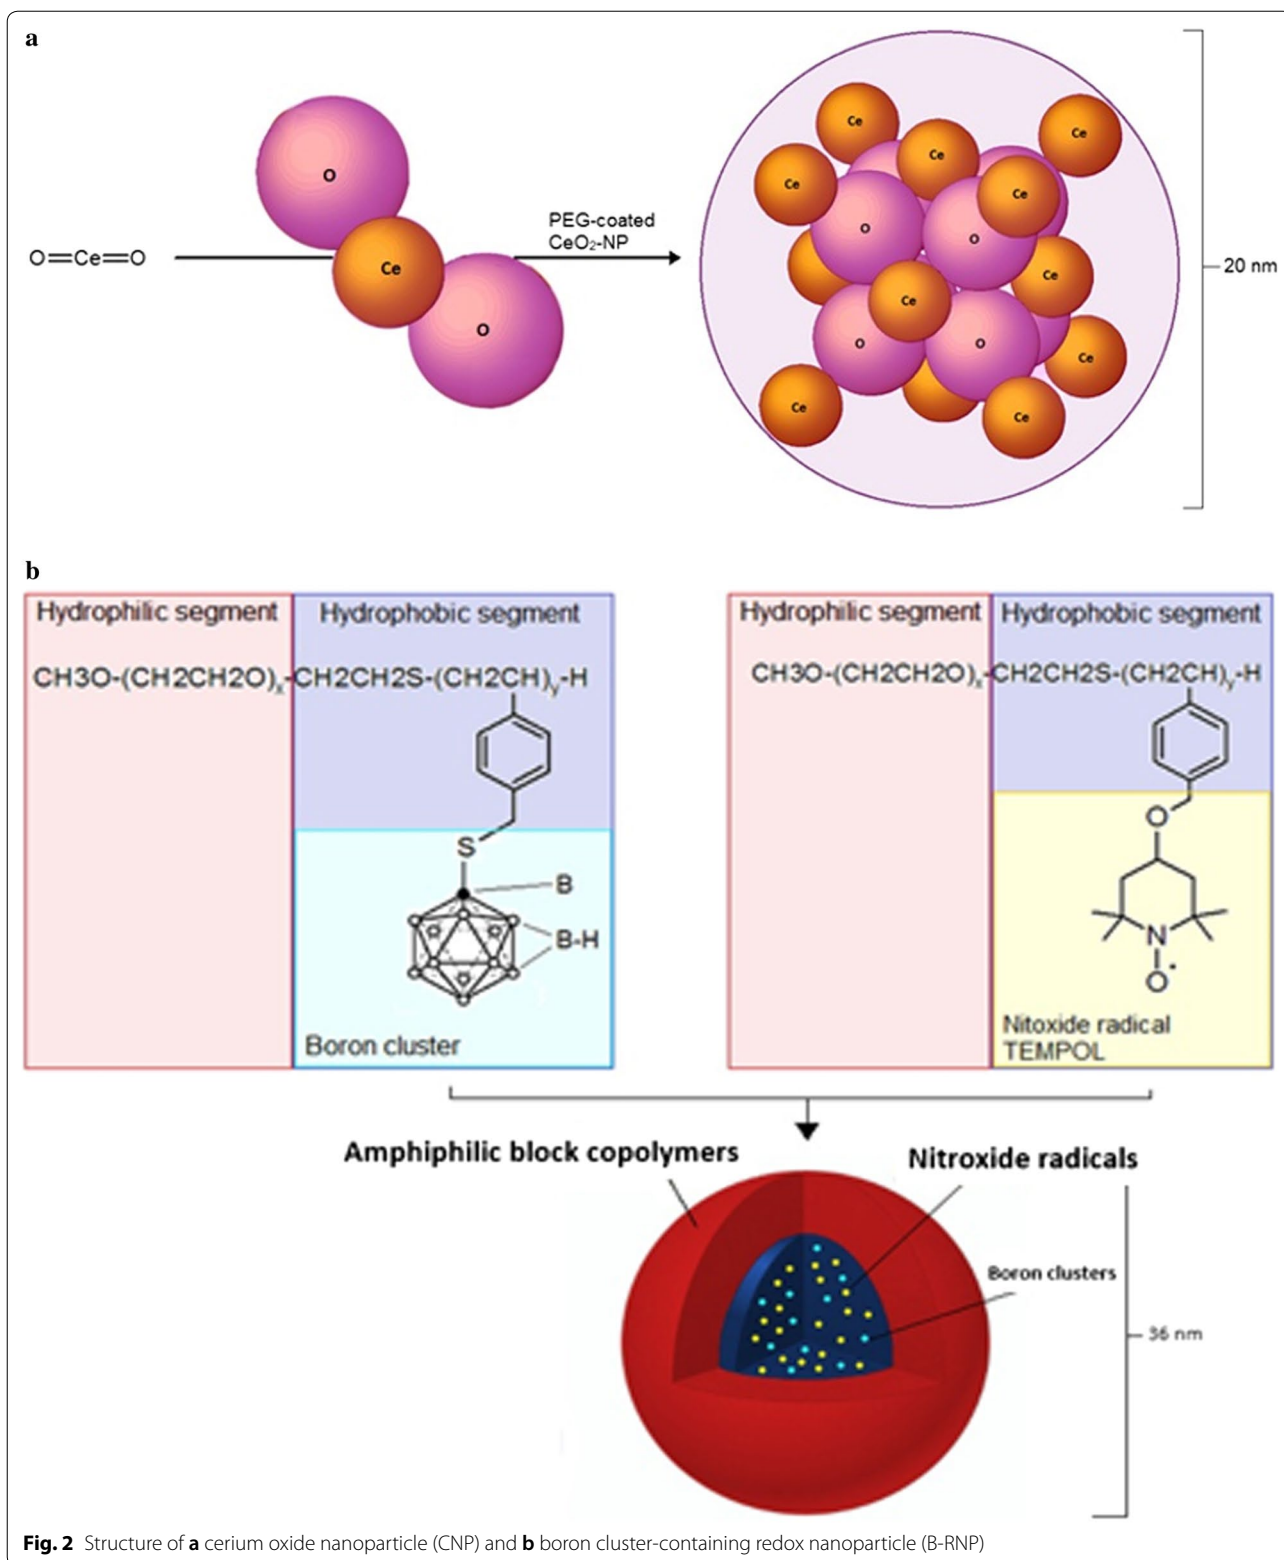 a
O
Ce
O
O=Ce=O
PEG-coated
CeO2-NP
Ce
Ce
Ce
Ce
Ce
O
O
Ce
Ce
O
O
Ce
Ce
Ce
20 nm
b
Hydrophilic segment
Hydrophobic segment
CH3O-(CH2CH2O)x-CH2CH2S-(CH2CH)y-H
S
B
B-H
Boron cluster
Hydrophilic segment
Hydrophobic segment
CH3O-(CH2CH2O)x-CH2CH2S-(CH2CH)y-H
O
N
O•
Nitoxide radical
TEMPOL
Amphiphilic block copolymers
Nitroxide radicals
Boron clusters
36 nm
Fig. 2 Structure of a cerium oxide nanoparticle (CNP) and b boron cluster-containing redox nanoparticle (B-RNP)